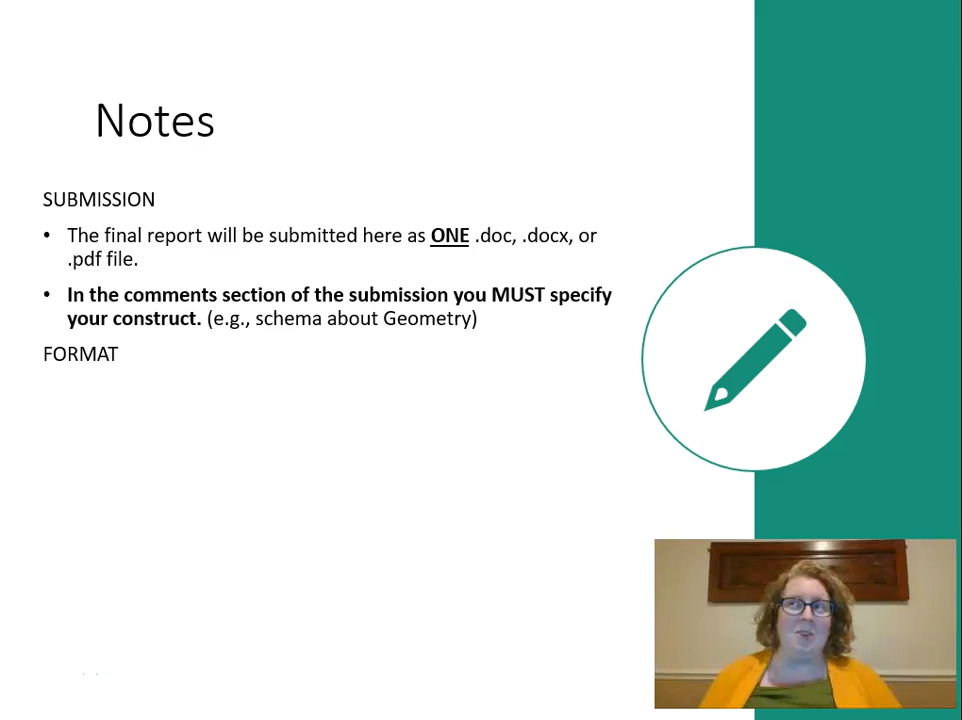 Notes
SUBMISSION
• The final report will be submitted here as ONE .doc, .docx, or
.pdf file.
• In the comments section of the submission you MUST specify
your construct. (e.g., schema about Geometry)
FORMAT